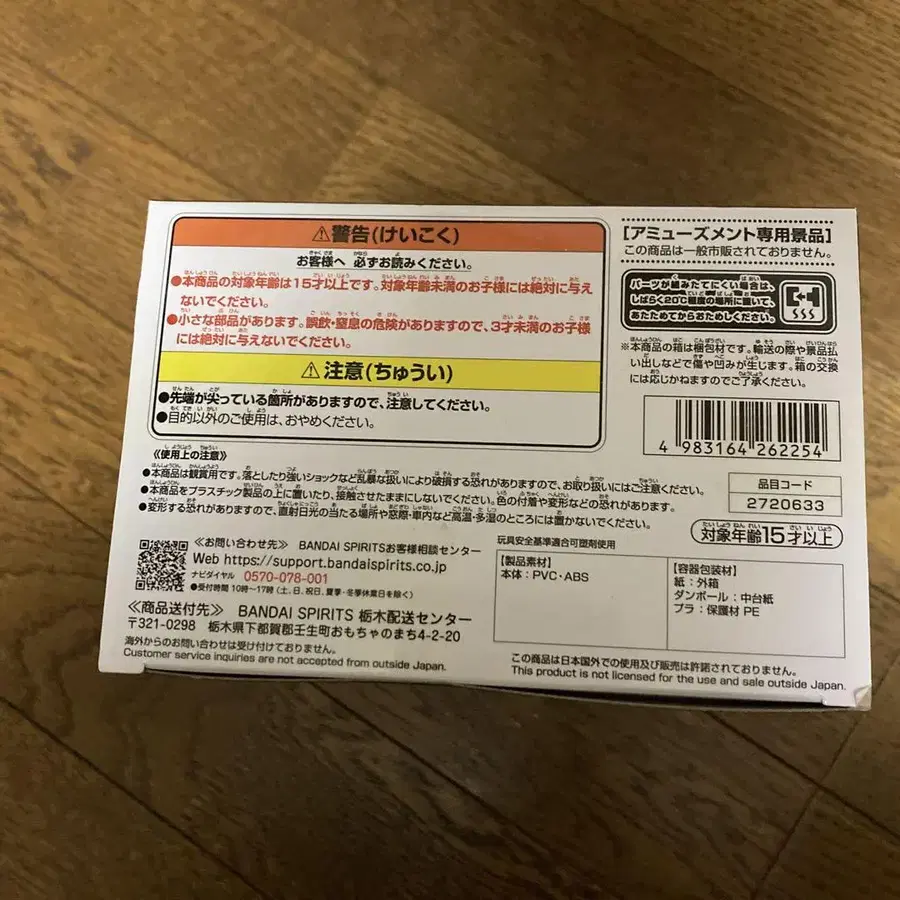 ⚠警告(けいこく)
お客様へ 必ずお読みください。
●本商品の対象年齢は15才以上です。対象年齢未満のお子様には絶対に与え
ないでください。
●小さな部品があります。誤飲・窒息の危険がありますので、3才未満のお子様
には絶対に与えないでください。
⚠注意(ちゅうい)
●先端が尖っている箇所がありますので、注意してください。
●目的以外のご使用は、おやめください。
[アミューズメント専用景品]
この商品は一般市販されておりません。
パーツが組みたてにくい場合は、
しばらく20℃程度の場所に置いて、
あたためてからおためしください。
※本商品の箱は梱包材です。輸送の際や景品払
い出しなどで傷や凹みが生じます。箱の交換
には応じかねますのでご了承ください。
4 983164 262254
品目コード
2720633
対象年齢15才以上
《使用上の注意》
●本商品は観賞用です。落としたり強いショックなど乱暴な扱いにより破損する恐れがありますので、お取り扱いにはご注意ください。
●本商品をプラスチック製品の上に置いたり、接触させたままにしないでください。色の付着や変形などの恐れがあります。
●変形する恐れがありますので、直射日光の当たる場所や窓際・車内など高温・多湿のところには置かないでください。
≪お問い合わせ先≫ BANDAI SPIRITSお客様相談センター
Web https://support.bandaispirits.co.jp
ナビダイヤル 0570-078-001
●受付時間 10時～17時 (土、日、祝日、夏季・冬季休業日を除く)
≪商品送付先≫ BANDAI SPIRITS 栃木配送センター
〒321-0298 栃木県下都賀郡壬生町おもちゃのまち4-2-20
海外からのお問い合わせは受け付けておりません。
Customer service inquiries are not accepted from outside Japan.
玩具安全基準適合可塑剤使用
【製品素材】
本体：PVC・ABS
【容器包装材】
紙：外箱
ダンボール：中台紙
プラ：保護材 PE
この商品は日本国外での使用及び販売は許諾されておりません。
This product is not licensed for the use and sale outside Japan.